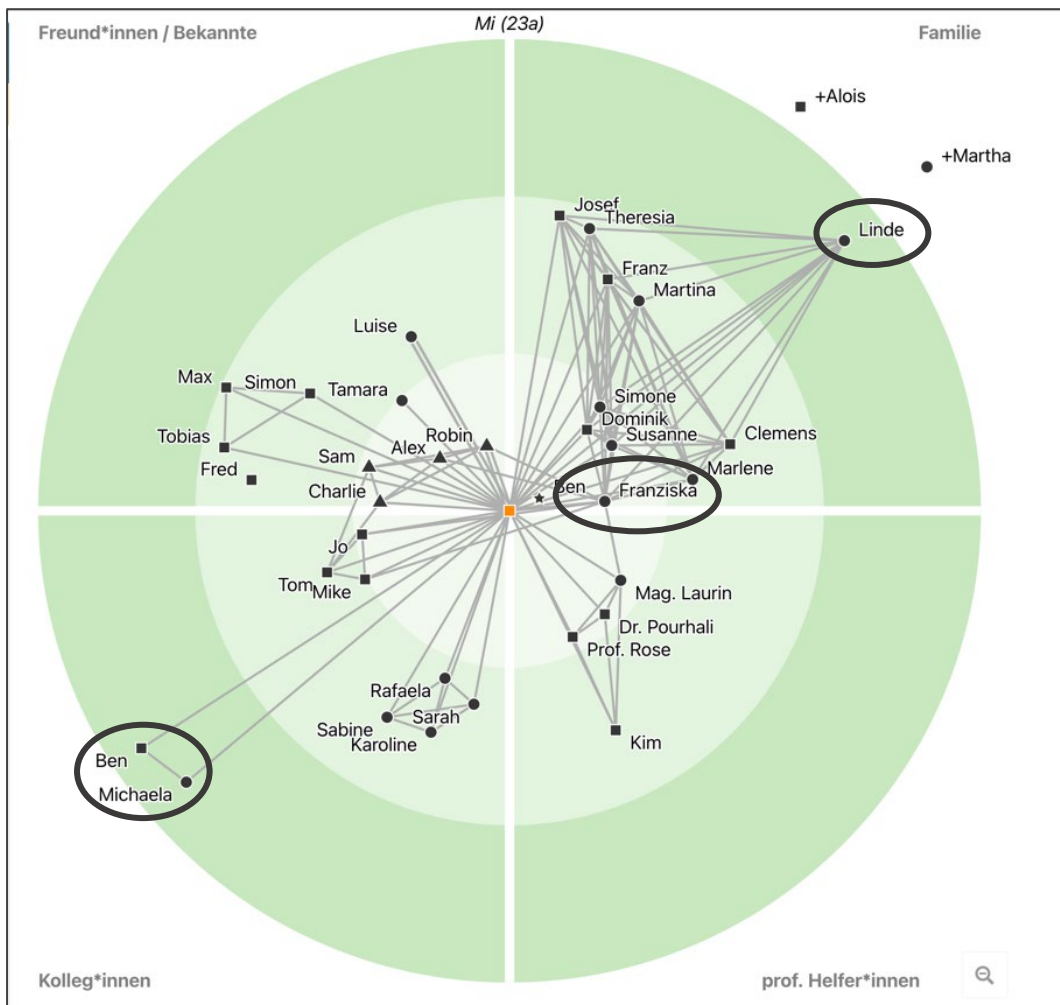 Mi (23a)
Freund*innen / Bekannte
Familie
+Alois
+Martha
Josef
Theresia
Linde
Franz
Martina
Luise
Max
Simon
Tamara
Simone
Dominik
Robin
Susanne
Clemens
Tobias
Alex
Sam
Marlene
Fred
Charlie
Ben
Franziska
Jo
Tom
Mike
Mag. Laurin
Dr. Pourhali
Prof. Rose
Rafaela
Sarah
Sabine
Karoline
Kim
Ben
Michaela
Kolleg*innen
prof. Helfer*innen